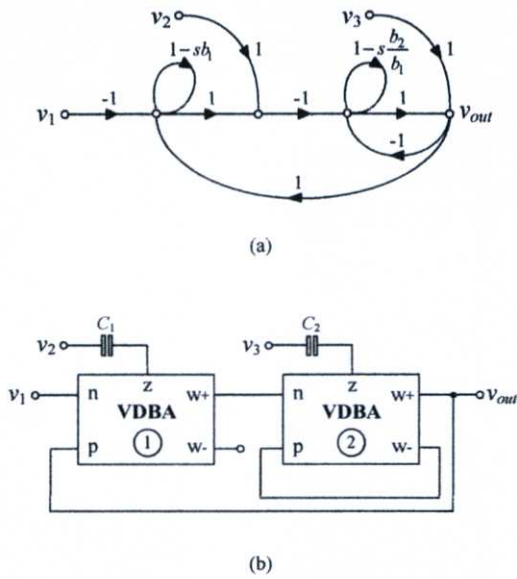 v2 v3
1-sb1 1 1-s b2/b1 1
v1 -1 1 -1 1 vout
-1
1
(a)
C1 C2
v2 v3
v1 n z w+ n z w+ vout
VDBA VDBA
p 1 w- p 2 w-
(b)